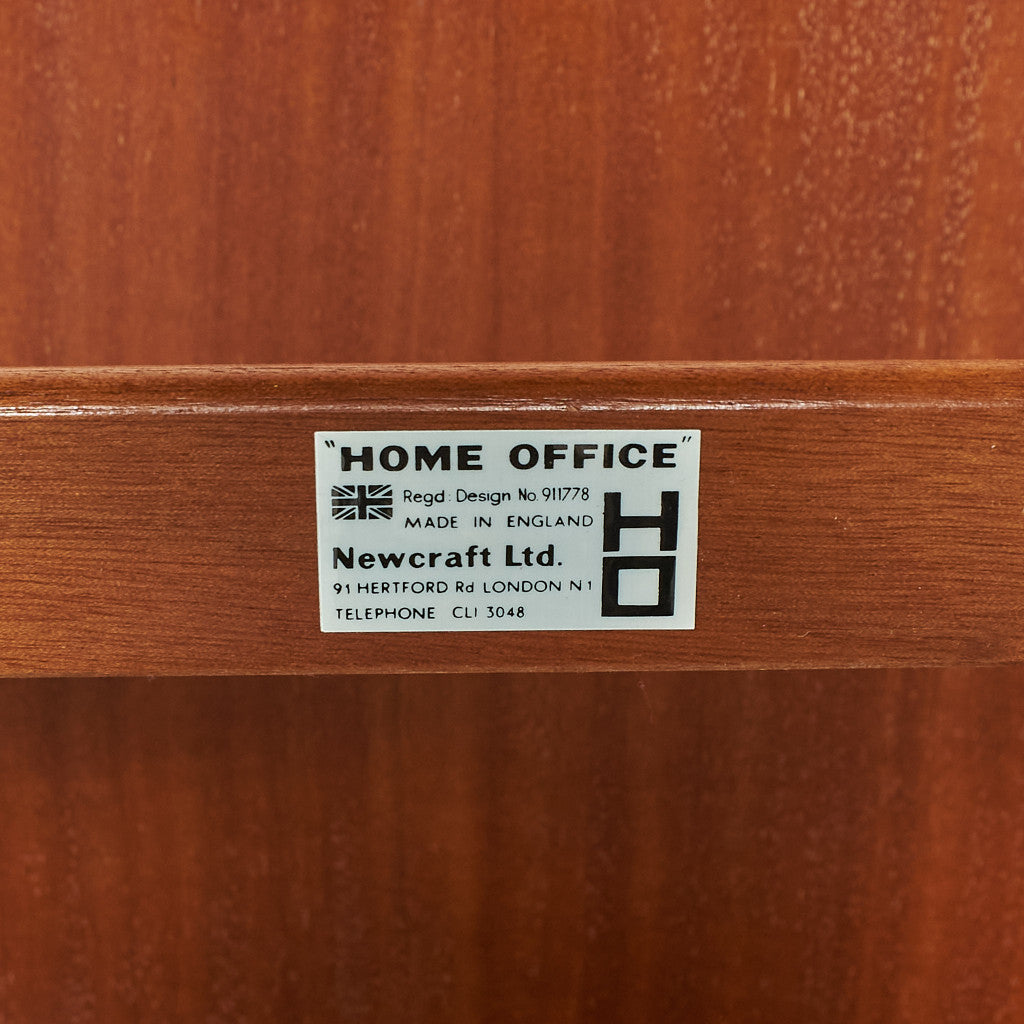 "HOME OFFICE"
Regd: Design No. 911778
MADE IN ENGLAND
HO
Newcraft Ltd.
91 HERTFORD Rd LONDON N1
TELEPHONE CLI 3048